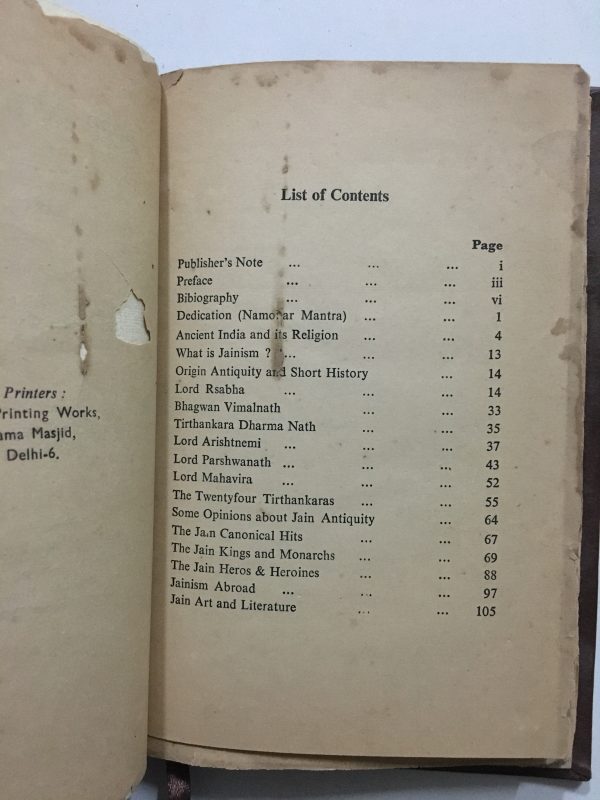 Printers :
Printing Works,
ama Masjid,
Delhi-6.
List of Contents
Page
Publisher's Note ... ... ... i
Preface ... ... ... iii
Bibiography ... ... ... vi
Dedication (Namokar Mantra) ... ... 1
Ancient India and its Religion ... ... 4
What is Jainism ? ... ... ... 13
Origin Antiquity and Short History ... 14
Lord Rsabha ... ... ... 14
Bhagwan Vimalnath ... ... 33
Tirthankara Dharma Nath ... ... 35
Lord Arishtnemi ... ... ... 37
Lord Parshwanath ... ... ... 43
Lord Mahavira ... ... ... 52
The Twentyfour Tirthankaras ... ... 55
Some Opinions about Jain Antiquity ... 64
The Jain Canonical Hits ... ... 67
The Jain Kings and Monarchs ... ... 69
The Jain Heros & Heroines ... ... 88
Jainism Abroad ... ... ... 97
Jain Art and Literature ... ... 105